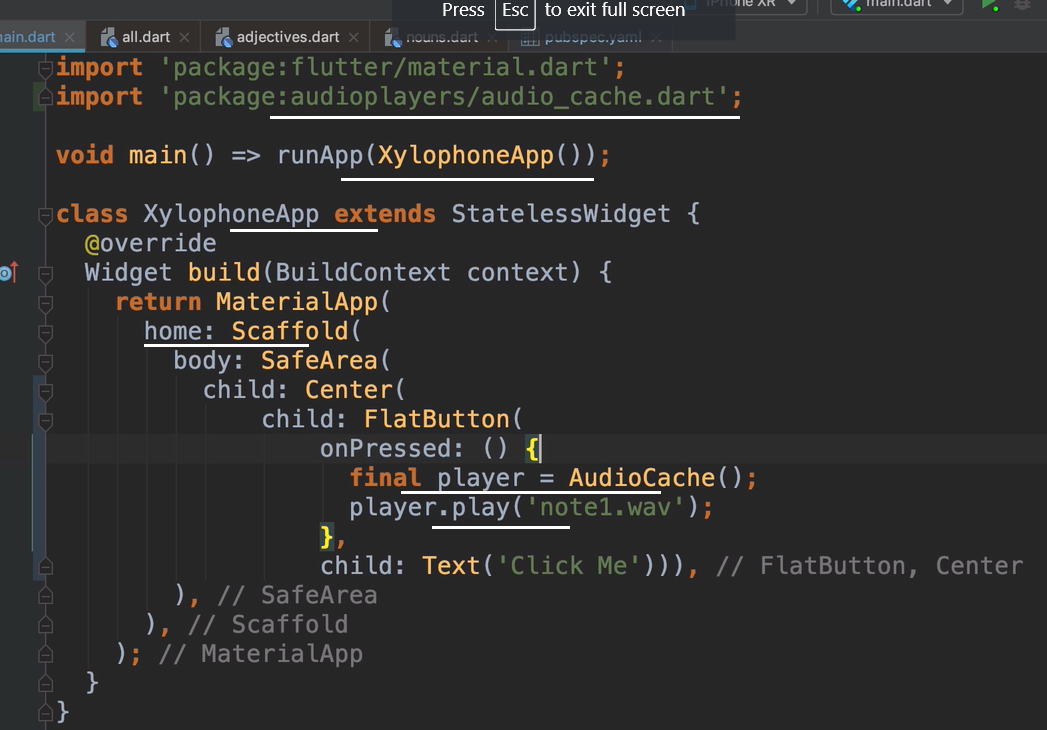 Press Esc to exit full screen
iPhone XR main.dart
main.dart all.dart adjectives.dart nouns.dart pubspec.yaml
import 'package:flutter/material.dart';
import 'package:audioplayers/audio_cache.dart';
void main() => runApp(XylophoneApp());
class XylophoneApp extends StatelessWidget {
@override
Widget build(BuildContext context) {
return MaterialApp(
home: Scaffold(
body: SafeArea(
child: Center(
child: FlatButton(
onPressed: () {
final player = AudioCache();
player.play('note1.wav');
},
child: Text('Click Me'))), // FlatButton, Center
), // SafeArea
), // Scaffold
); // MaterialApp
}
}